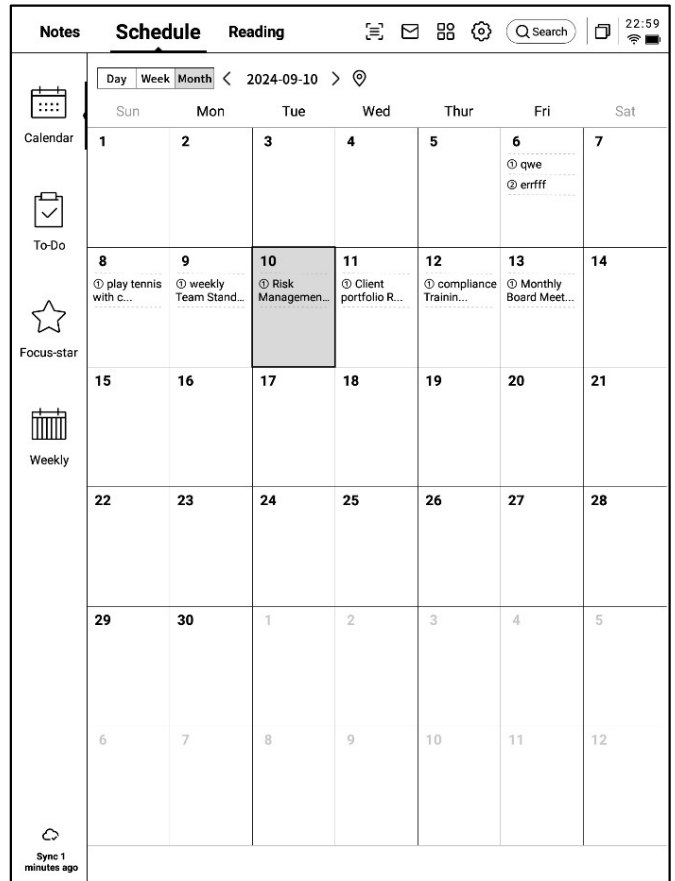 Notes Schedule Reading Search 22:59
Day Week Month < 2024-09-10 >
Sun Mon Tue Wed Thur Fri Sat
Calendar
To-Do
Focus-star
Weekly
1 2 3 4 5 6 7
① qwe
② errfff
8 9 10 11 12 13 14
① play tennis with c...
① weekly Team Stand...
① Risk Managemen...
① Client portfolio R...
① compliance Trainin...
① Monthly Board Meet...
15 16 17 18 19 20 21
22 23 24 25 26 27 28
29 30 1 2 3 4 5
6 7 8 9 10 11 12
Sync 1
minutes ago